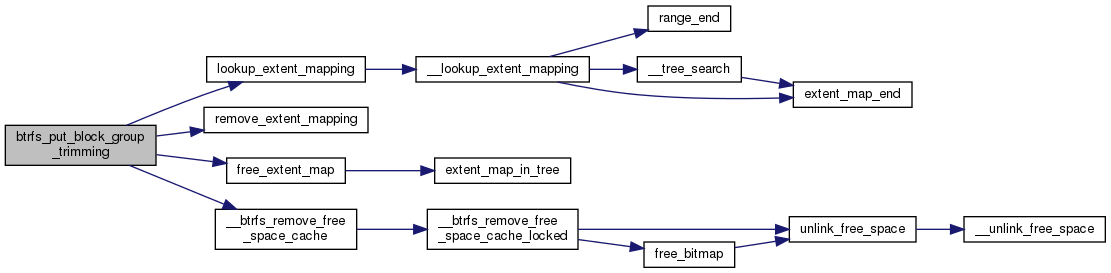 range_end
lookup_extent_mapping
__lookup_extent_mapping
__tree_search
extent_map_end
remove_extent_mapping
btrfs_put_block_group
_trimming
free_extent_map
extent_map_in_tree
__btrfs_remove_free
_space_cache
__btrfs_remove_free
_space_cache_locked
unlink_free_space
__unlink_free_space
free_bitmap